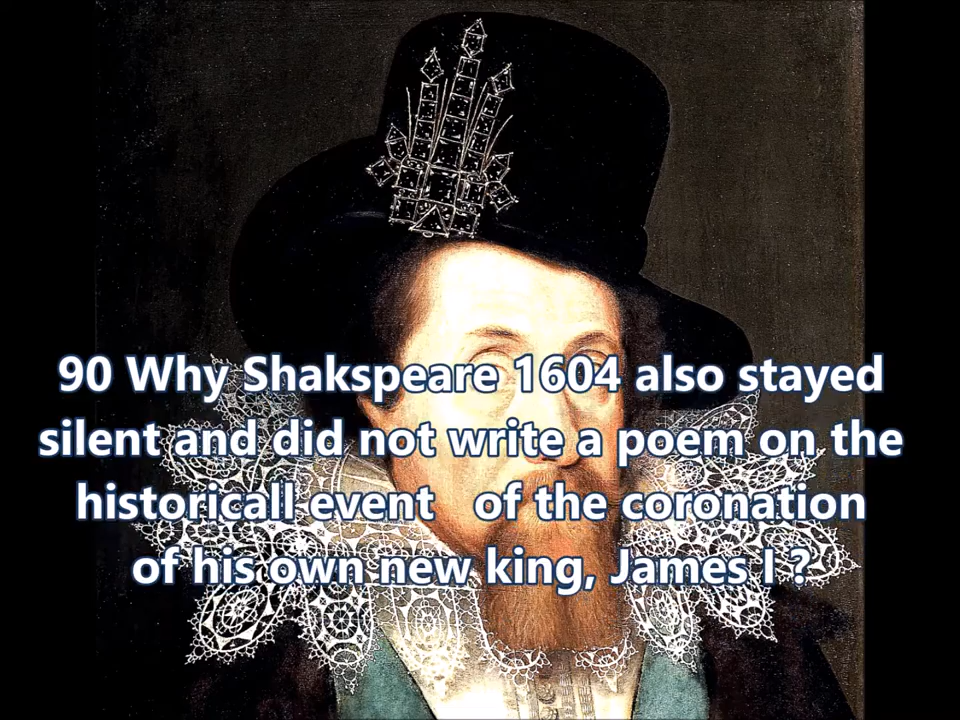 90 Why Shakspeare 1604 also stayed
silent and did not write a poem on the
historicall event of the coronation
of his own new king, James I ?